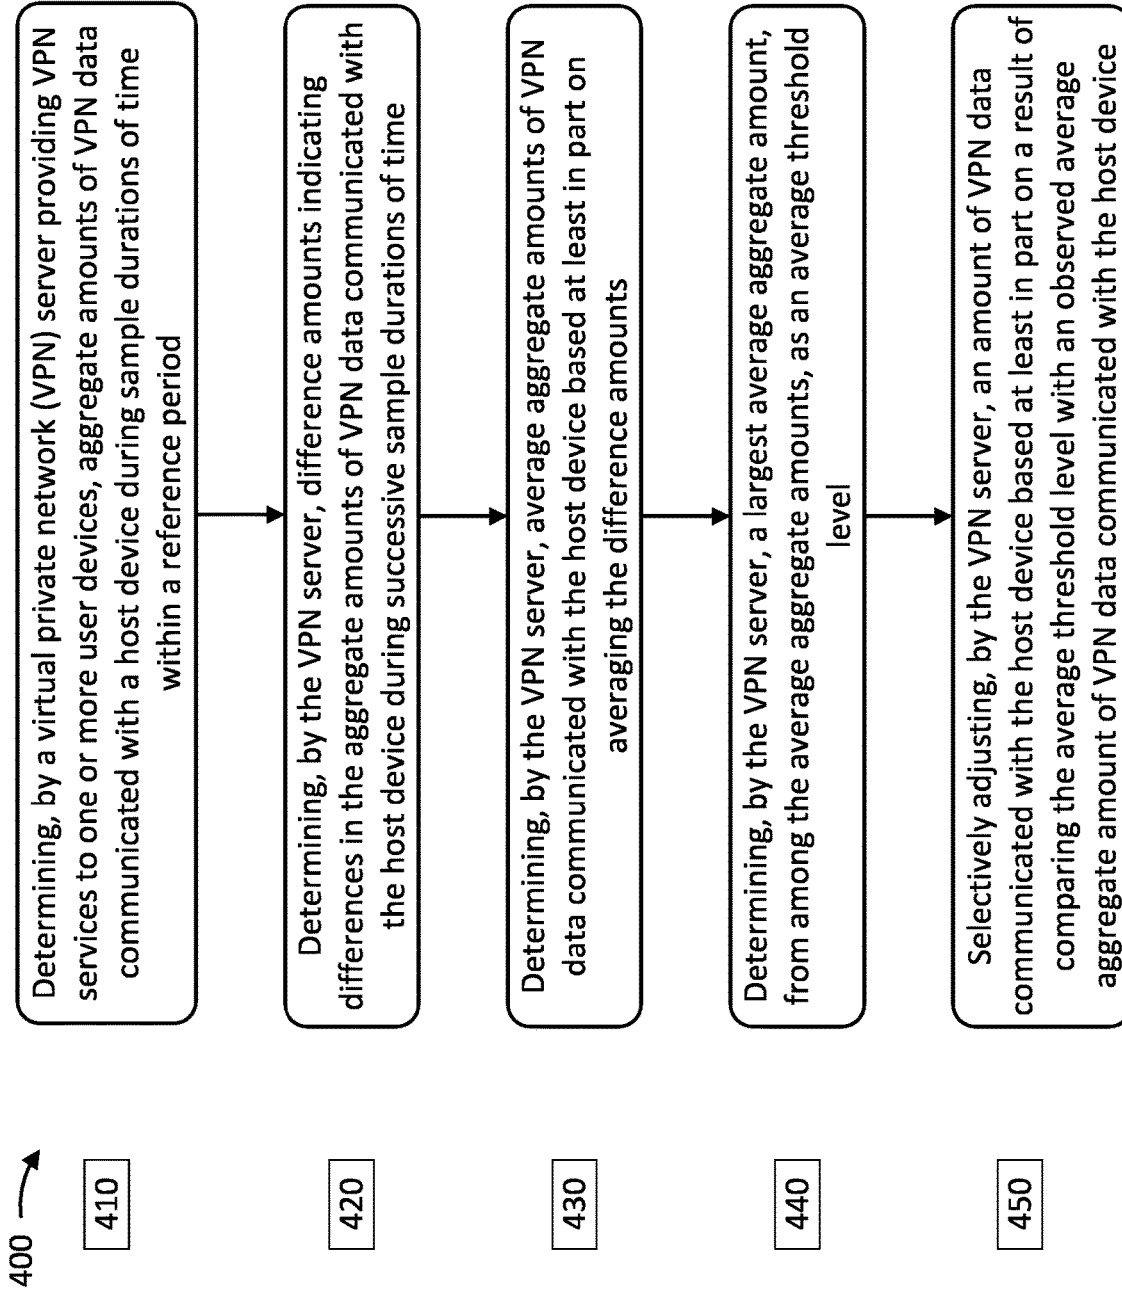 400
410
Determining, by a virtual private network (VPN) server providing VPN
services to one or more user devices, aggregate amounts of VPN data
communicated with a host device during sample durations of time
within a reference period
420
Determining, by the VPN server, difference amounts indicating
differences in the aggregate amounts of VPN data communicated with
the host device during successive sample durations of time
430
Determining, by the VPN server, average aggregate amounts of VPN
data communicated with the host device based at least in part on
averaging the difference amounts
440
Determining, by the VPN server, a largest average aggregate amount,
from among the average aggregate amounts, as an average threshold
level
450
Selectively adjusting, by the VPN server, an amount of VPN data
communicated with the host device based at least in part on a result of
comparing the average threshold level with an observed average
aggregate amount of VPN data communicated with the host device